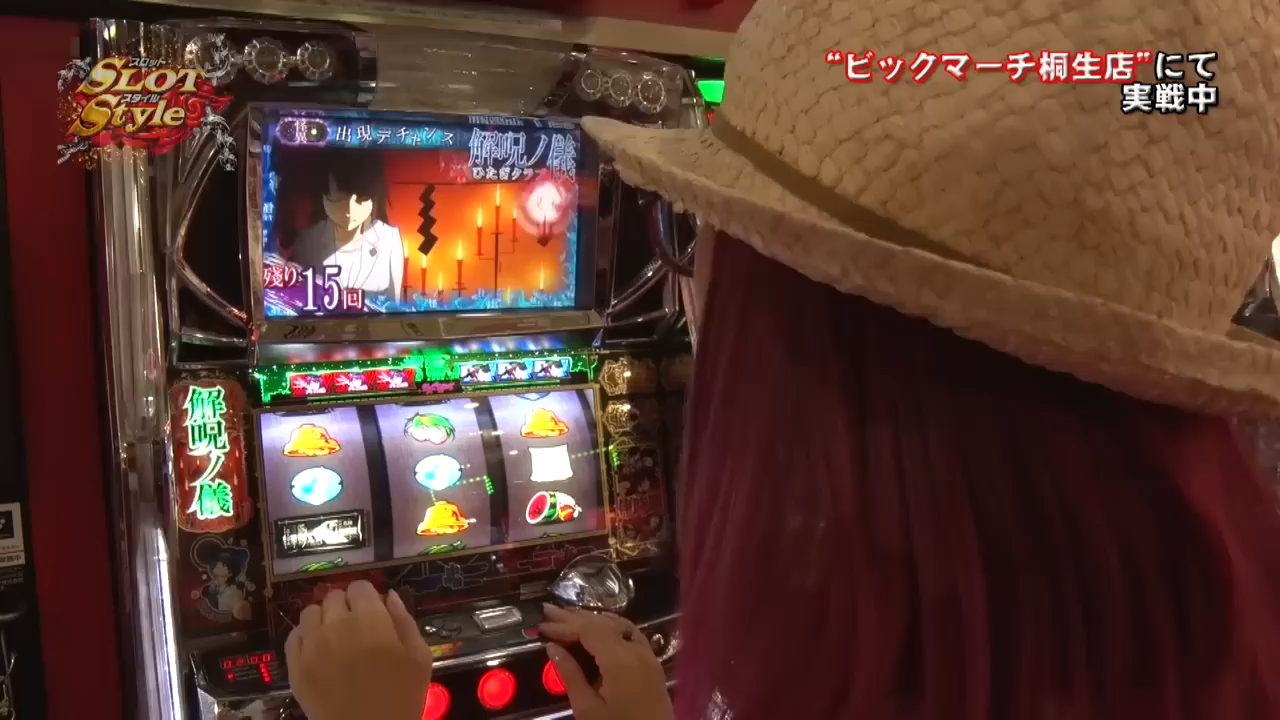 スロット
SLOT
スタイル
Style
“ビックマーチ桐生店”にて
実戦中
出現デチャンス
解呪ノ儀
ひたぎクラブ
残り15回
解呪ノ儀